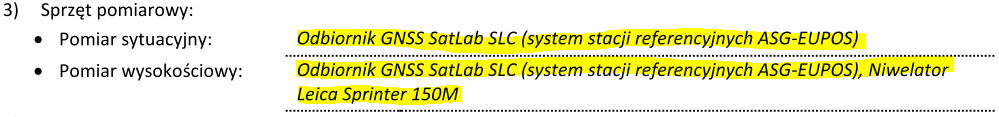 3) Sprzęt pomiarowy:
• Pomiar sytuacyjny: Odbiornik GNSS SatLab SLC (system stacji referencyjnych ASG-EUPOS)
• Pomiar wysokościowy: Odbiornik GNSS SatLab SLC (system stacji referencyjnych ASG-EUPOS), Niwelator
Leica Sprinter 150M